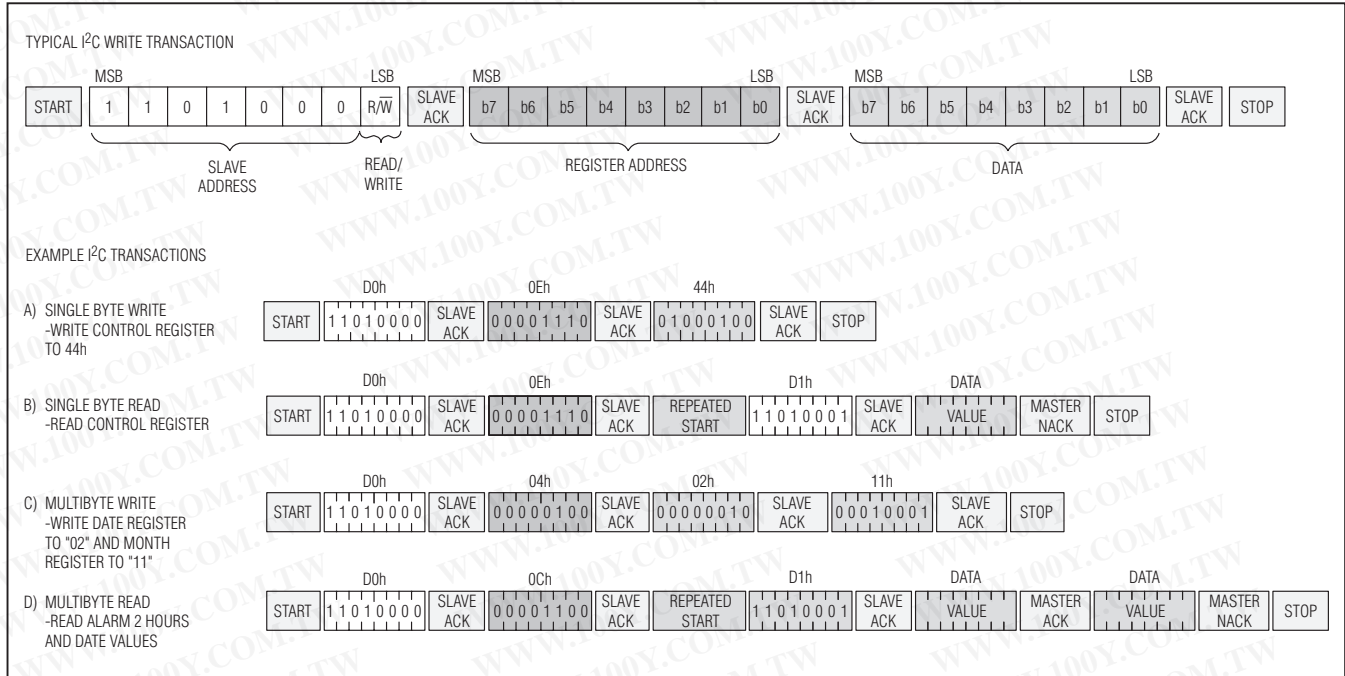 TYPICAL I2C WRITE TRANSACTION
MSB LSB MSB LSB MSB LSB
START 1 1 0 1 0 0 0 R/W̅ SLAVE ACK b7 b6 b5 b4 b3 b2 b1 b0 SLAVE ACK b7 b6 b5 b4 b3 b2 b1 b0 SLAVE ACK STOP
SLAVE ADDRESS READ/WRITE REGISTER ADDRESS DATA
EXAMPLE I2C TRANSACTIONS
D0h 0Eh 44h
A) SINGLE BYTE WRITE
-WRITE CONTROL REGISTER
TO 44h
START 11010000 SLAVE ACK 00001110 SLAVE ACK 01000100 SLAVE ACK STOP
D0h 0Eh D1h DATA
B) SINGLE BYTE READ
-READ CONTROL REGISTER
START 11010000 SLAVE ACK 00001110 SLAVE ACK REPEATED START 11010001 SLAVE ACK VALUE MASTER NACK STOP
D0h 04h 02h 11h
C) MULTIBYTE WRITE
-WRITE DATE REGISTER
TO "02" AND MONTH
REGISTER TO "11"
START 11010000 SLAVE ACK 00000100 SLAVE ACK 00000010 SLAVE ACK 00010001 SLAVE ACK STOP
D0h 0Ch D1h DATA DATA
D) MULTIBYTE READ
-READ ALARM 2 HOURS
AND DATE VALUES
START 11010000 SLAVE ACK 00001100 SLAVE ACK REPEATED START 11010001 SLAVE ACK VALUE MASTER ACK VALUE MASTER NACK STOP
WWW.100Y.COM.TW